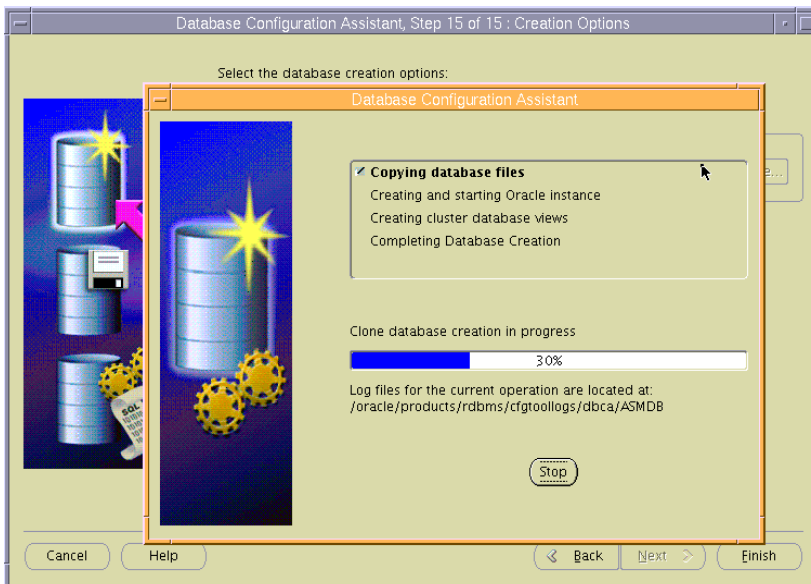 Database Configuration Assistant, Step 15 of 15 : Creation Options
Select the database creation options:
Database Configuration Assistant
Copying database files
Creating and starting Oracle instance
Creating cluster database views
Completing Database Creation
e...
Clone database creation in progress
30%
Log files for the current operation are located at:
/oracle/products/rdbms/cfgtoollogs/dbca/ASMDB
SQL
Stop
Cancel
Help
Back
Next
Finish